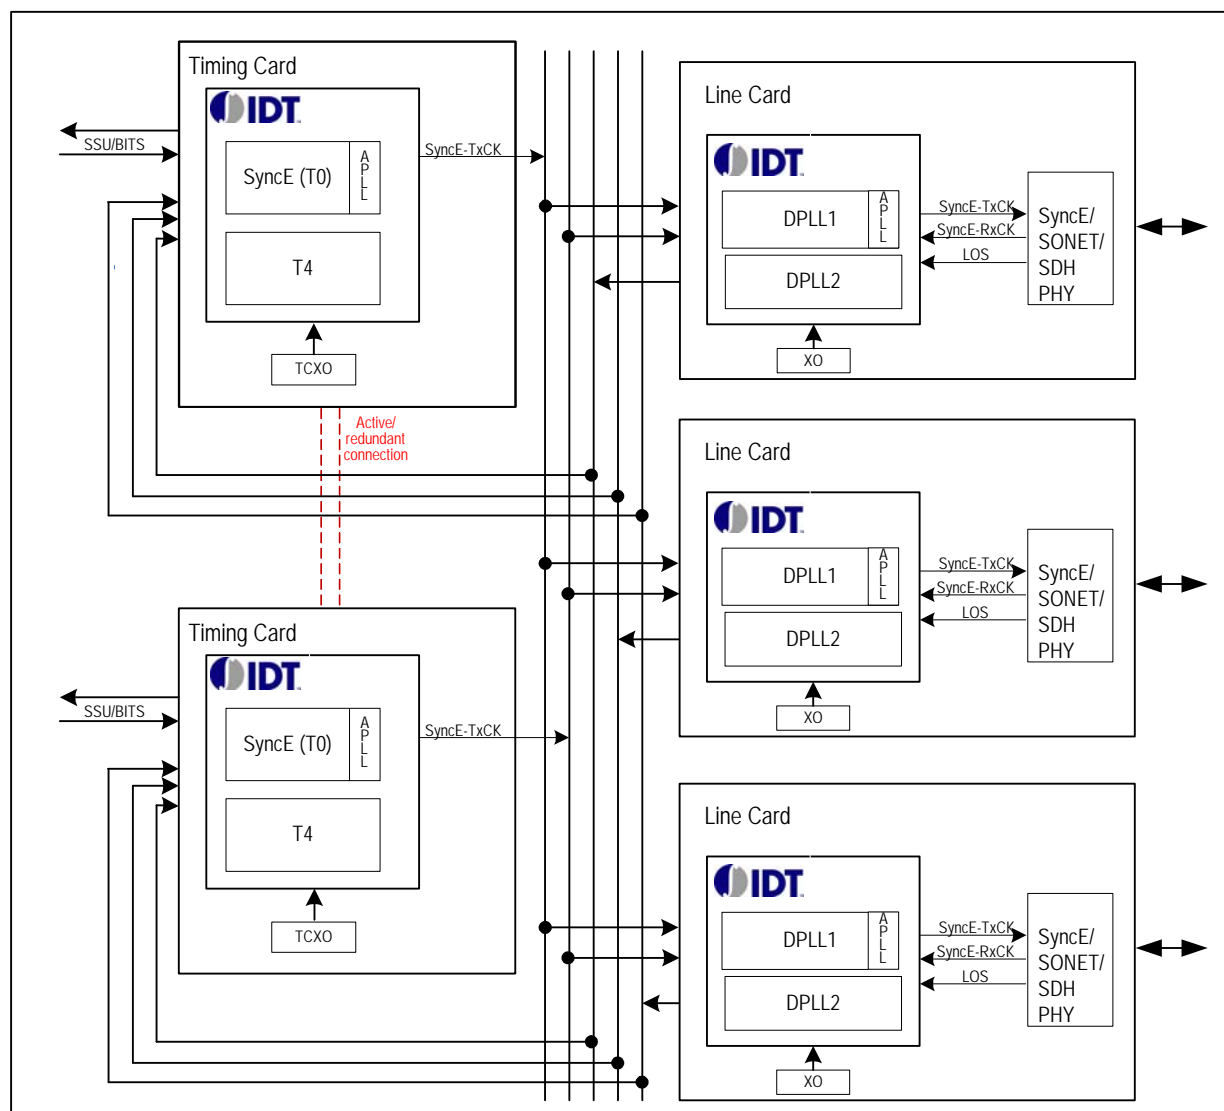 Timing Card
IDT
SSU/BITS
SyncE (T0)
APLL
SyncE-TxCK
T4
TCXO
Active/
redundant
connection
Timing Card
IDT
SSU/BITS
SyncE (T0)
APLL
SyncE-TxCK
T4
TCXO
Line Card
IDT
DPLL1
APLL
DPLL2
XO
SyncE-TxCK
SyncE-RxCK
LOS
SyncE/
SONET/
SDH
PHY
Line Card
IDT
DPLL1
APLL
DPLL2
XO
SyncE-TxCK
SyncE-RxCK
LOS
SyncE/
SONET/
SDH
PHY
Line Card
IDT
DPLL1
APLL
DPLL2
XO
SyncE-TxCK
SyncE-RxCK
LOS
SyncE/
SONET/
SDH
PHY